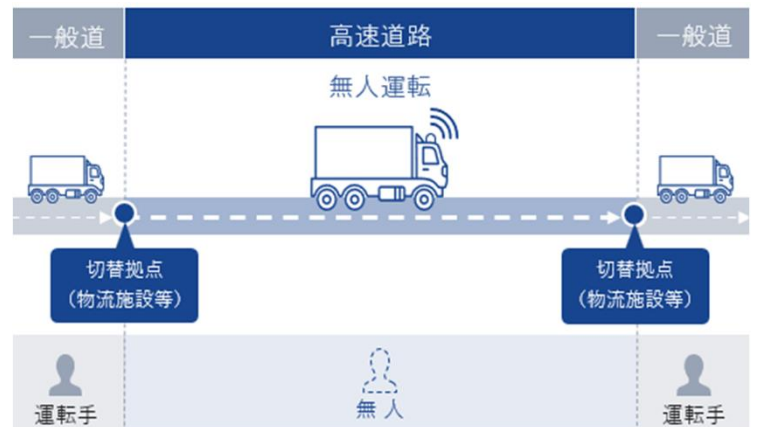 一般道
高速道路
一般道
無人運転
切替拠点
（物流施設等）
切替拠点
（物流施設等）
運転手
無人
運転手